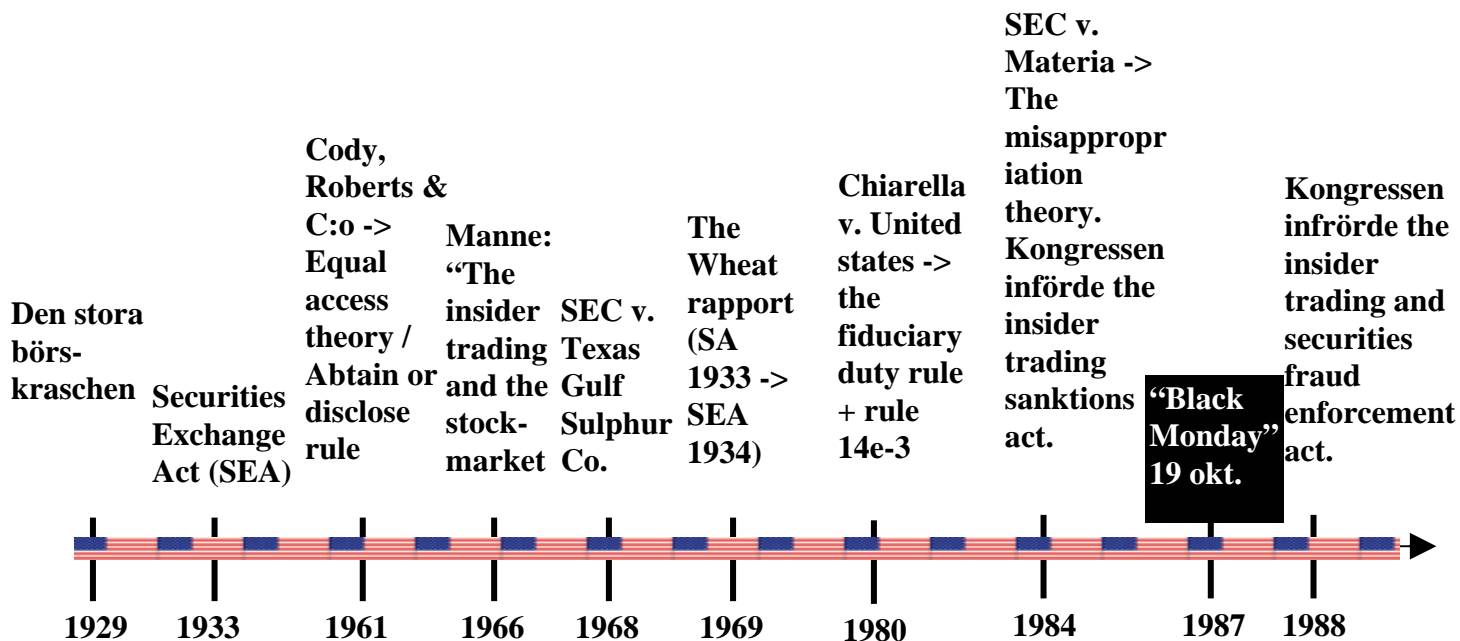 Den stora
börs-
kraschen
Securities
Exchange
Act (SEA)
Cody,
Roberts &
C:o ->
Equal
access
theory /
Abtain or
disclose
rule
Manne:
“The
insider
trading
and the
stock-
market
SEC v.
Texas
Gulf
Sulphur
Co.
The
Wheat
rapport
(SA
1933 ->
SEA
1934)
Chiarella
v. United
states ->
the
fiduciary
duty rule
+ rule
14e-3
SEC v.
Materia ->
The
misappropr
iation
theory.
Kongressen
införde the
insider
trading
sanktions
act.
“Black
Monday”
19 okt.
Kongressen
infrörde the
insider
trading and
securities
fraud
enforcement
act.
1929
1933
1961
1966
1968
1969
1980
1984
1987
1988